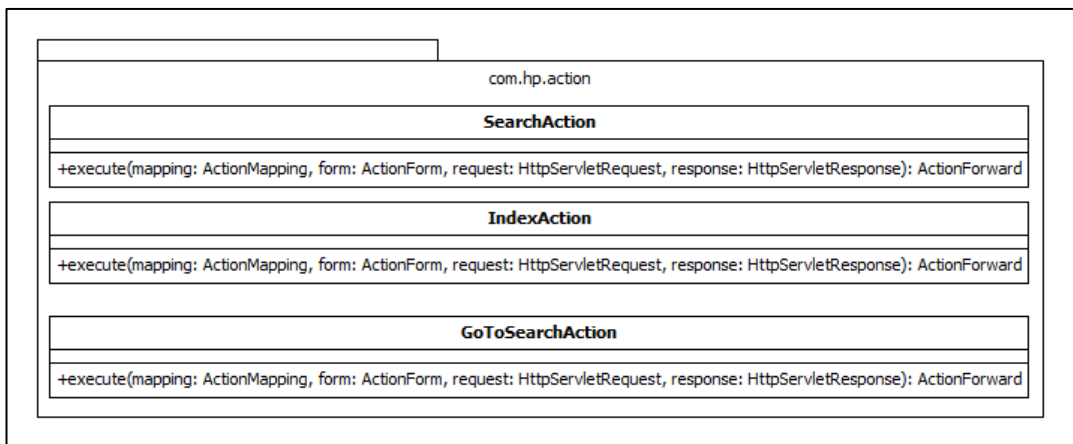 com.hp.action
SearchAction
+execute(mapping: ActionMapping, form: ActionForm, request: HttpServletRequest, response: HttpServletResponse): ActionForward
IndexAction
+execute(mapping: ActionMapping, form: ActionForm, request: HttpServletRequest, response: HttpServletResponse): ActionForward
GoToSearchAction
+execute(mapping: ActionMapping, form: ActionForm, request: HttpServletRequest, response: HttpServletResponse): ActionForward